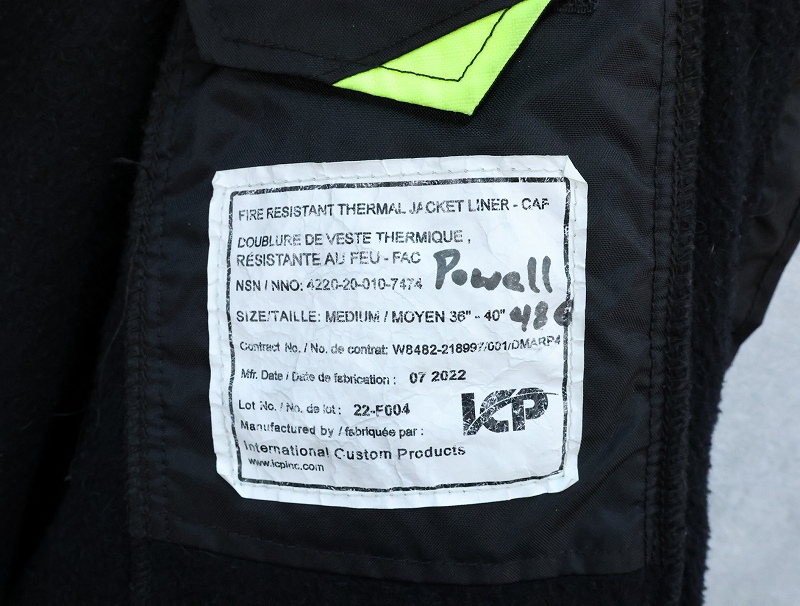 FIRE RESISTANT THERMAL JACKET LINER - CAF
DOUBLURE DE VESTE THERMIQUE,
RÉSISTANTE AU FEU - FAC
Powell
NSN / NNO: 4220-20-010-7474
SIZE/TAILLE: MEDIUM / MOYEN 36" - 40"
Contract No. / No. de contrat: W8482-218997/001/DMARP4
Mfr. Date / Date de fabrication : 07 2022
Lot No. / No. de lot : 22-F004
ICP
Manufactured by / fabriquée par :
International Custom Products
www.icpinc.com